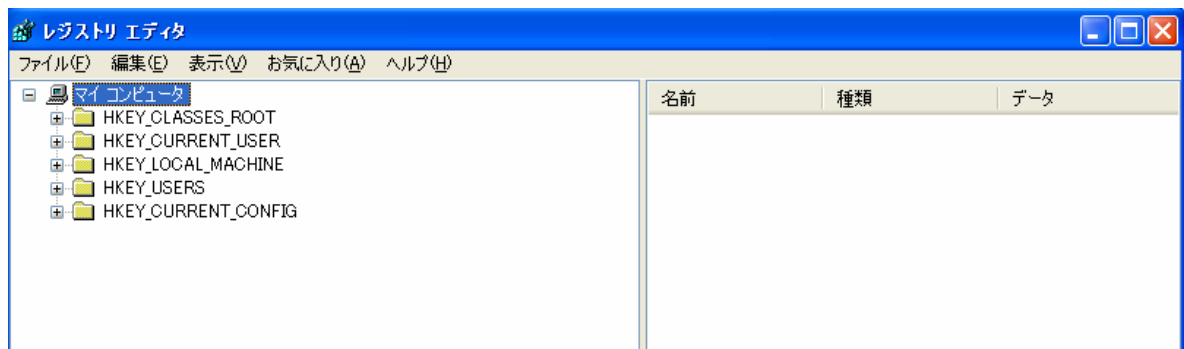 レジストリ エディタ
ファイル(F) 編集(E) 表示(V) お気に入り(A) ヘルプ(H)
マイ コンピュータ
HKEY_CLASSES_ROOT
HKEY_CURRENT_USER
HKEY_LOCAL_MACHINE
HKEY_USERS
HKEY_CURRENT_CONFIG
名前 種類 データ